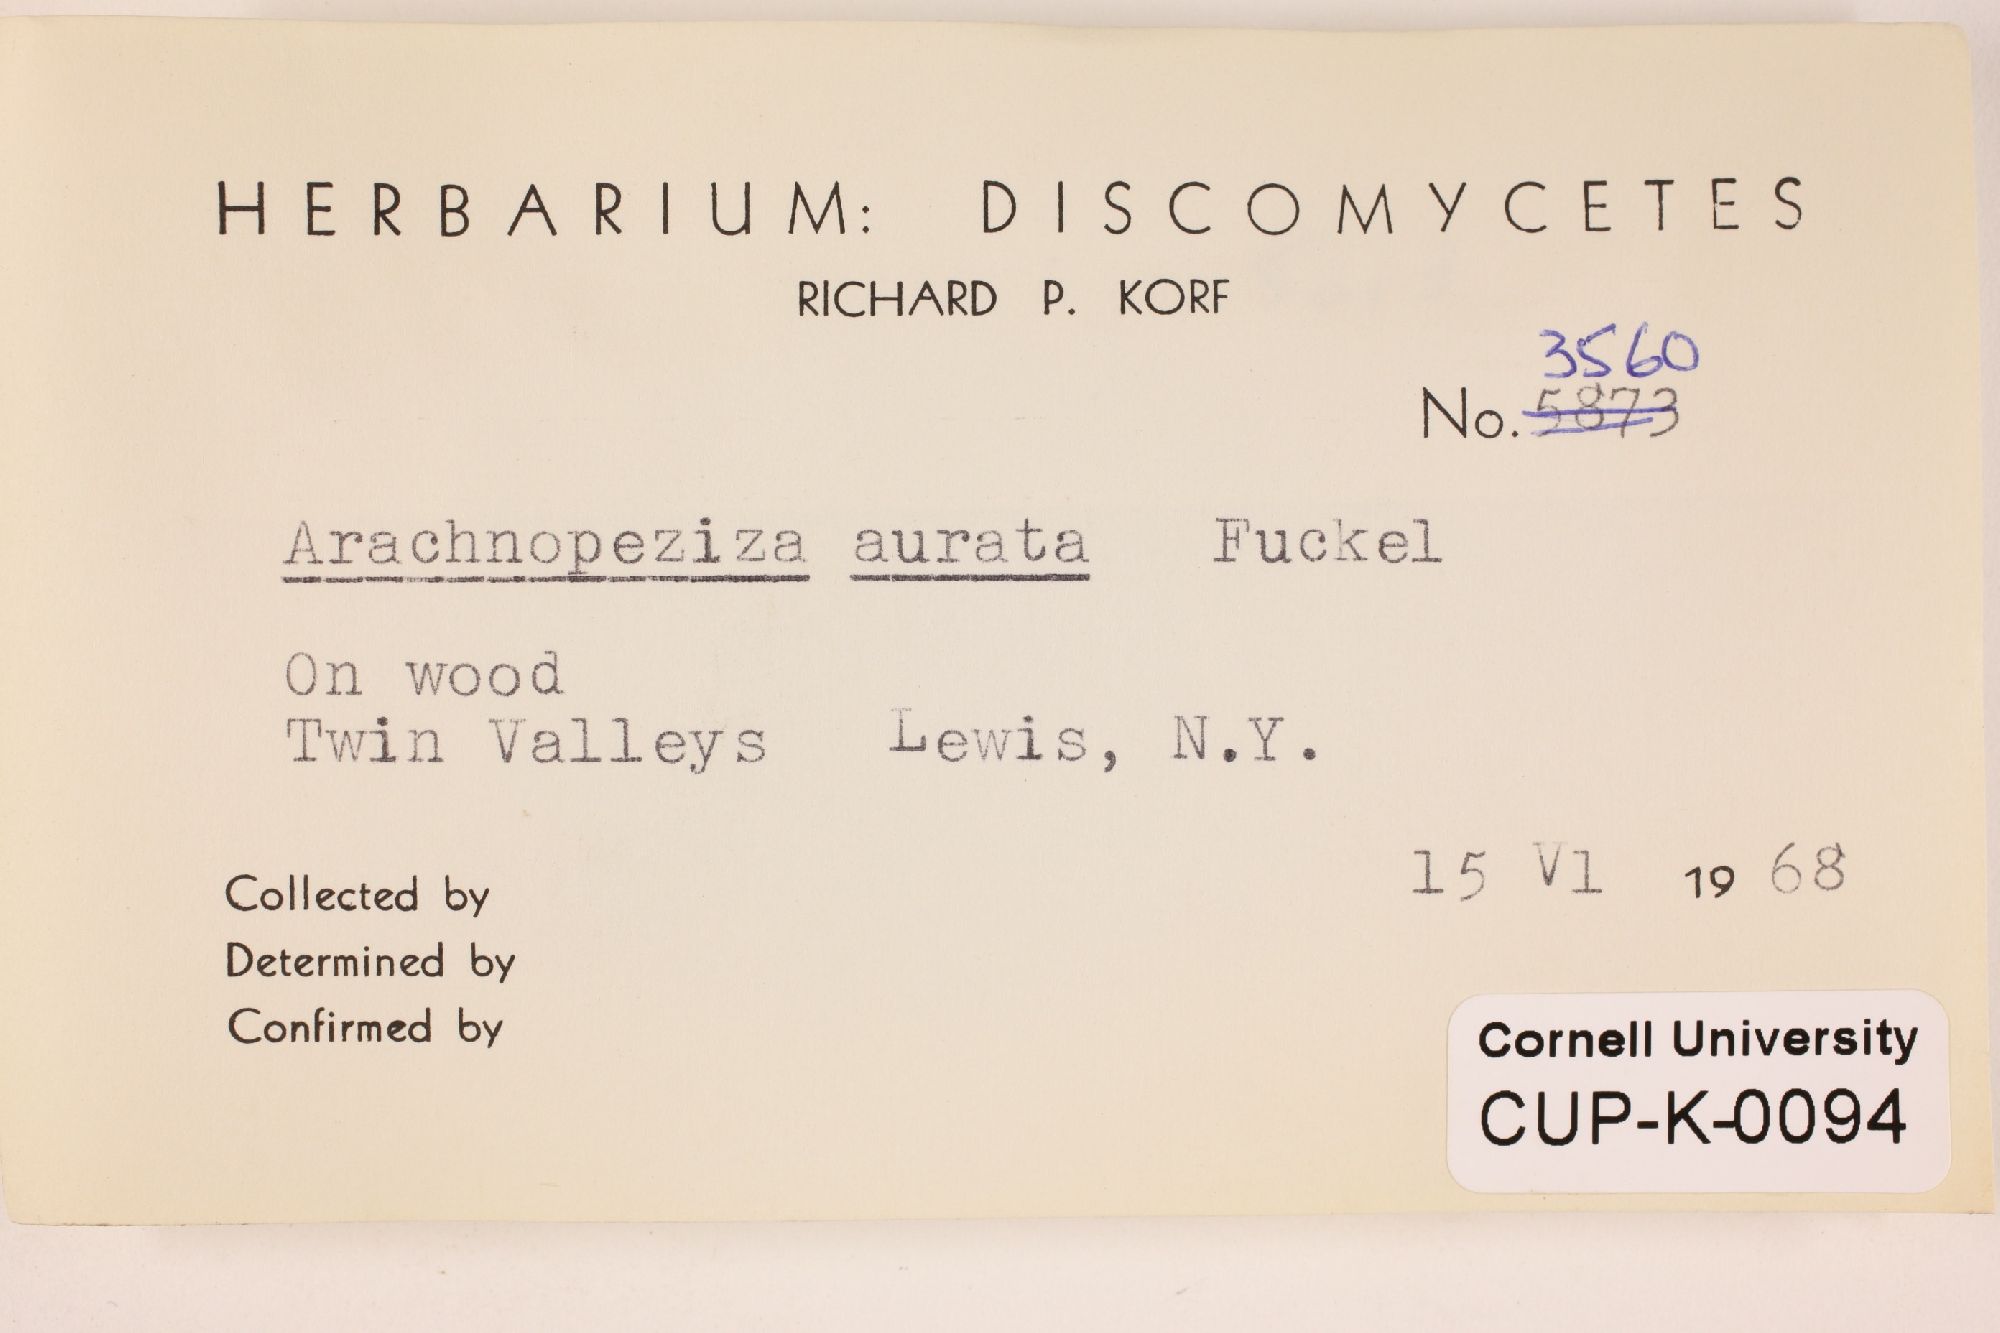 HERBARIUM: DISCOMYCETES
RICHARD P. KORF
3560
No. 5873
Arachnopeziza aurata Fuckel
On wood
Twin Valleys Lewis, N.Y.
15 V1 1968
Collected by
Determined by
Confirmed by
Cornell University
CUP-K-0094